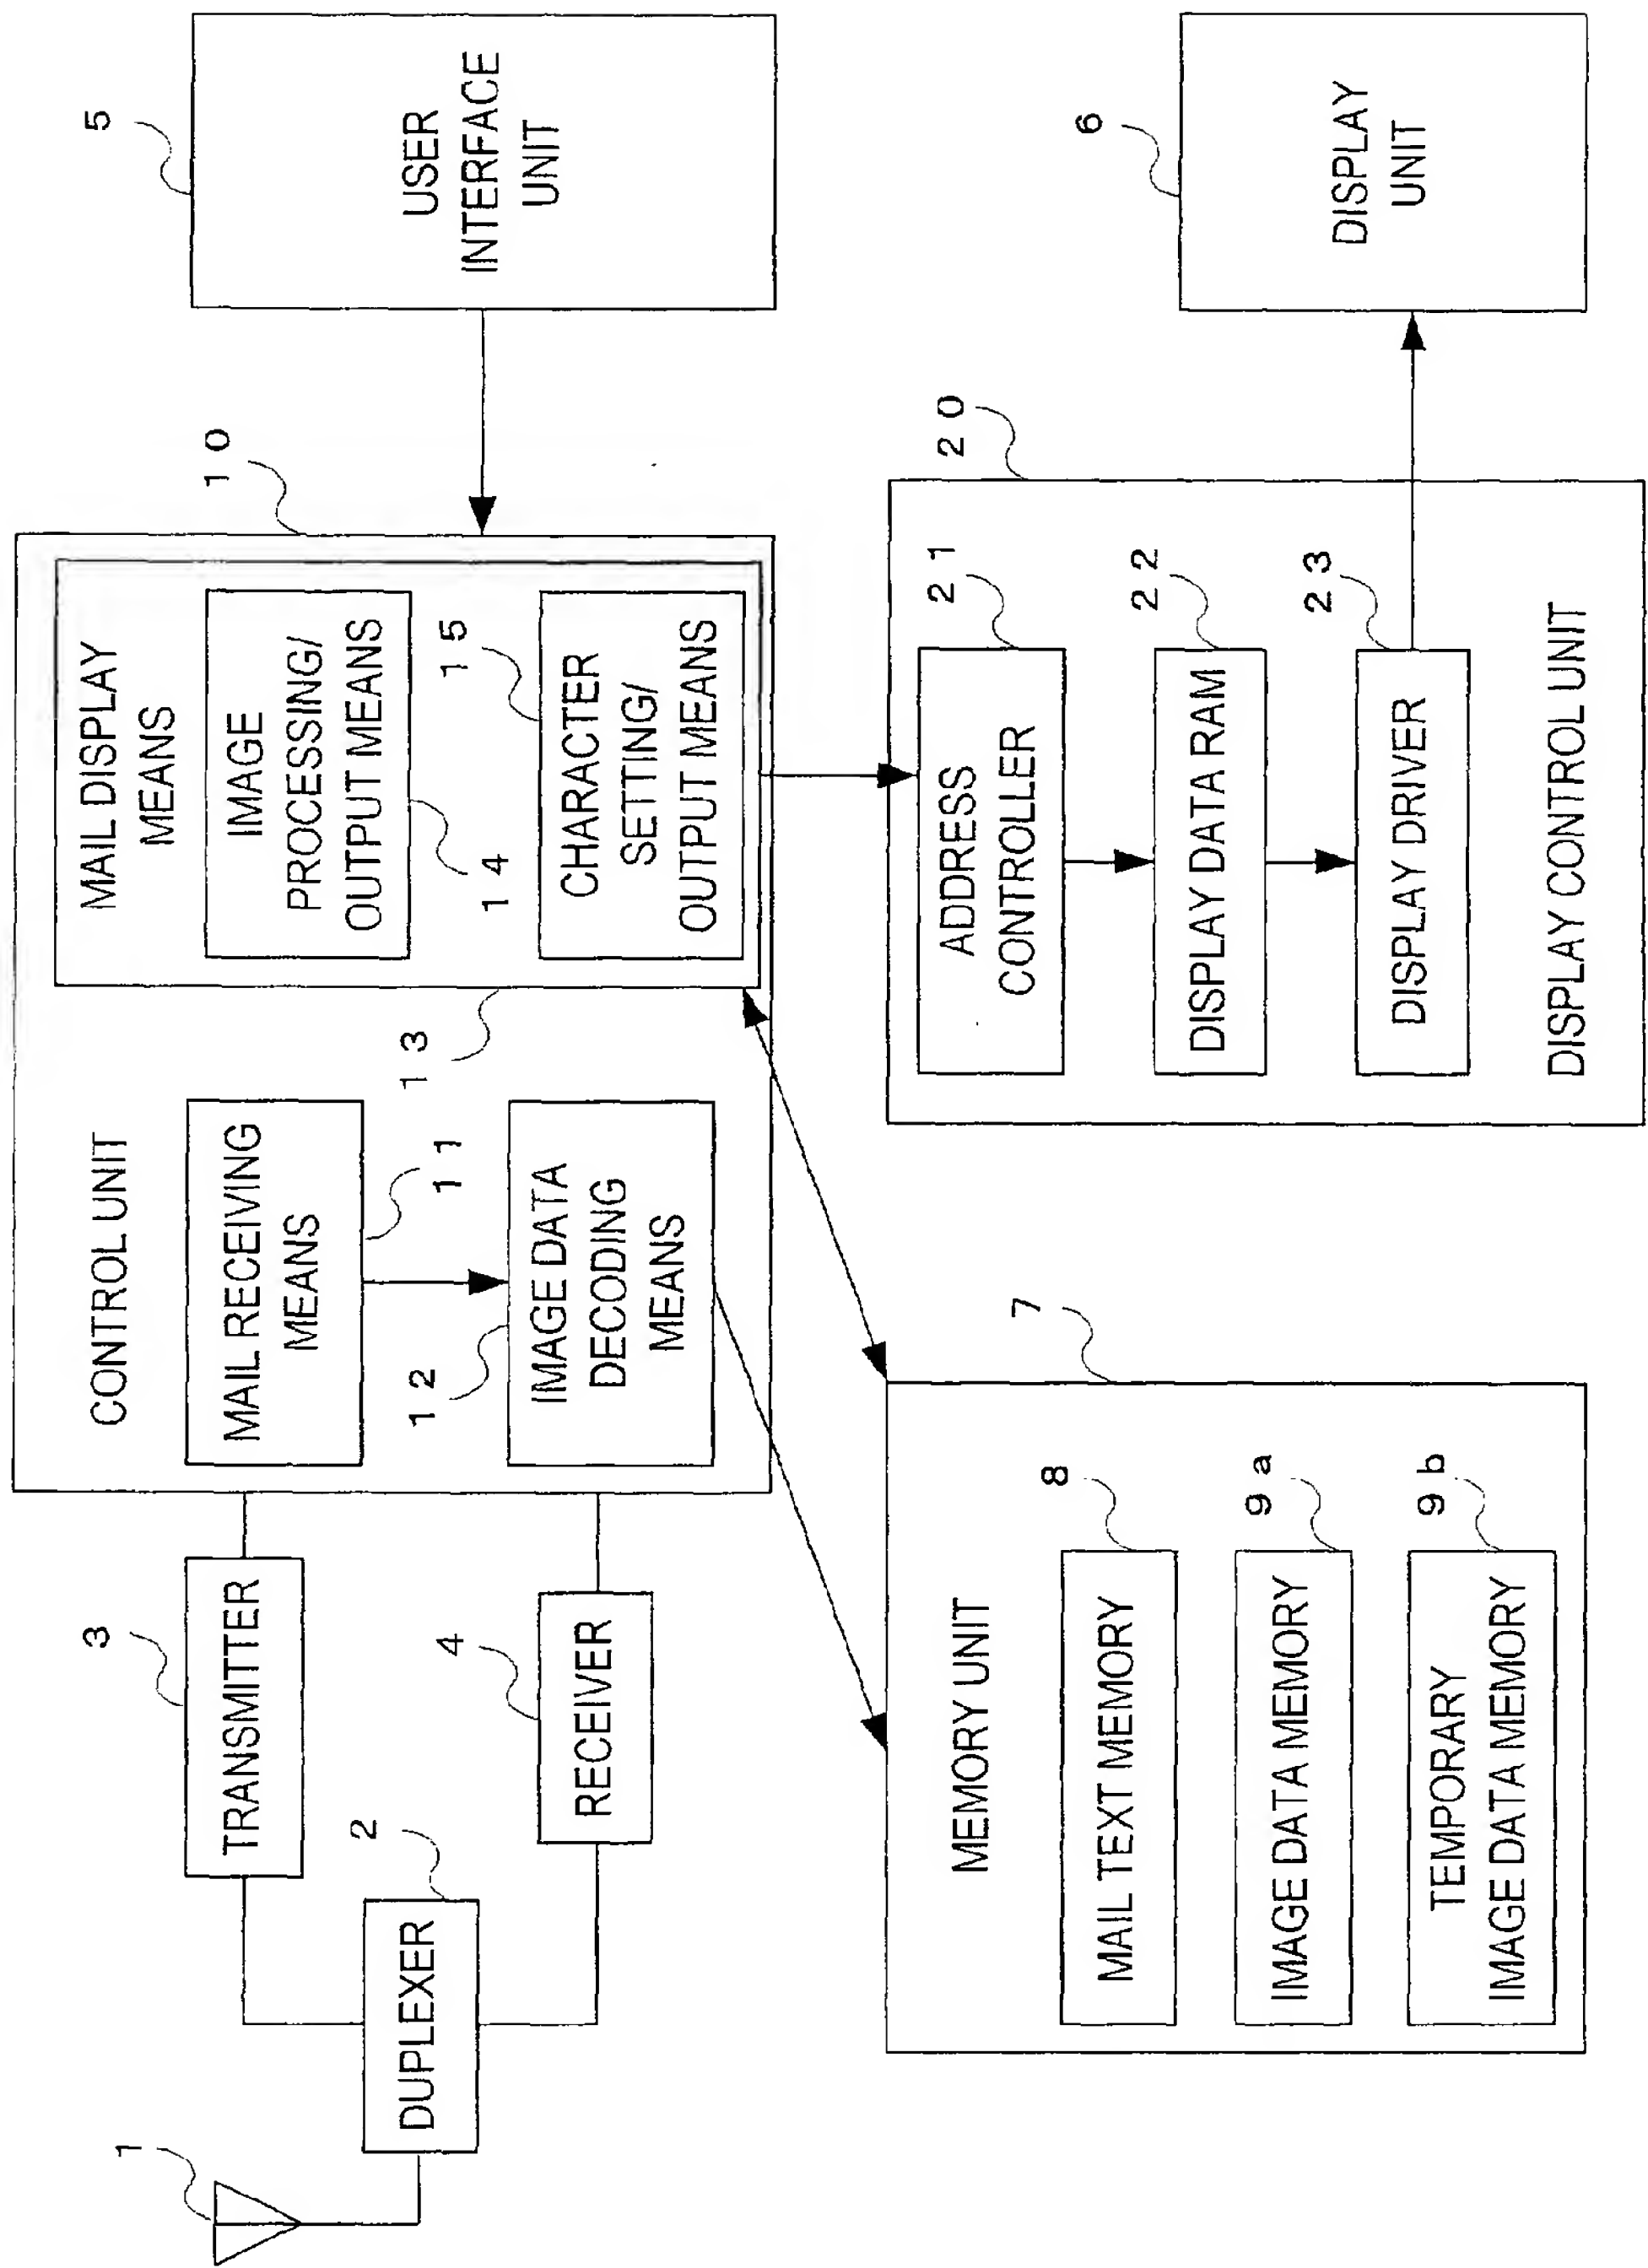 1
2
DUPLEXER
3
TRANSMITTER
4
RECEIVER
CONTROL UNIT
10
MAIL RECEIVING
MEANS
11
12
IMAGE DATA
DECODING
MEANS
13
MAIL DISPLAY
MEANS
IMAGE
PROCESSING/
OUTPUT MEANS
14
15
CHARACTER
SETTING/
OUTPUT MEANS
5
USER
INTERFACE
UNIT
7
MEMORY UNIT
8
MAIL TEXT MEMORY
9a
IMAGE DATA MEMORY
9b
TEMPORARY
IMAGE DATA MEMORY
20
21
ADDRESS
CONTROLLER
22
DISPLAY DATA RAM
23
DISPLAY DRIVER
DISPLAY CONTROL UNIT
6
DISPLAY
UNIT